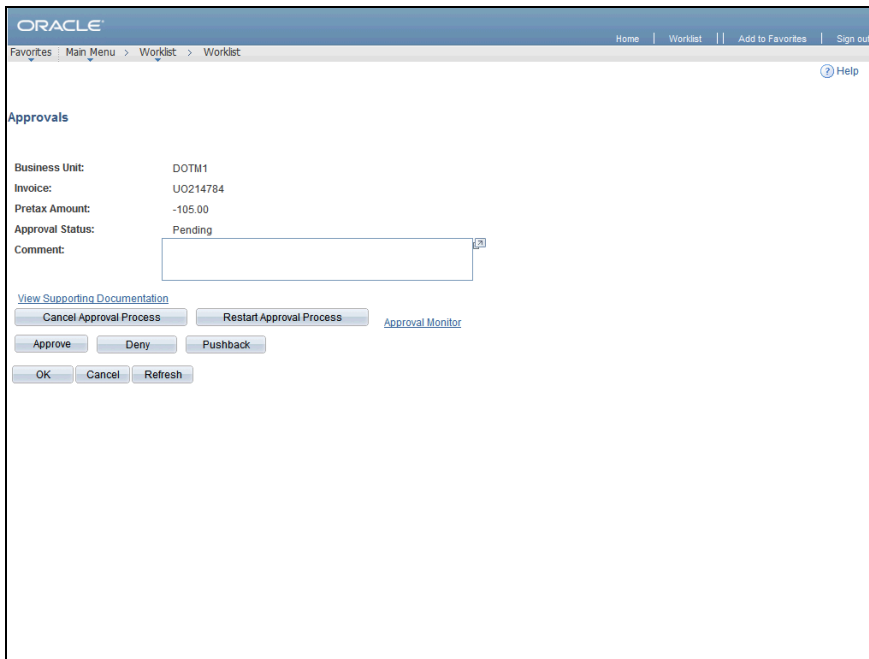 ORACLE
Home | Worklist || Add to Favorites | Sign out
Favorites Main Menu > Worklist > Worklist
? Help
Approvals
Business Unit: DOTM1
Invoice: UO214784
Pretax Amount: -105.00
Approval Status: Pending
Comment:
View Supporting Documentation
Cancel Approval Process Restart Approval Process Approval Monitor
Approve Deny Pushback
OK Cancel Refresh